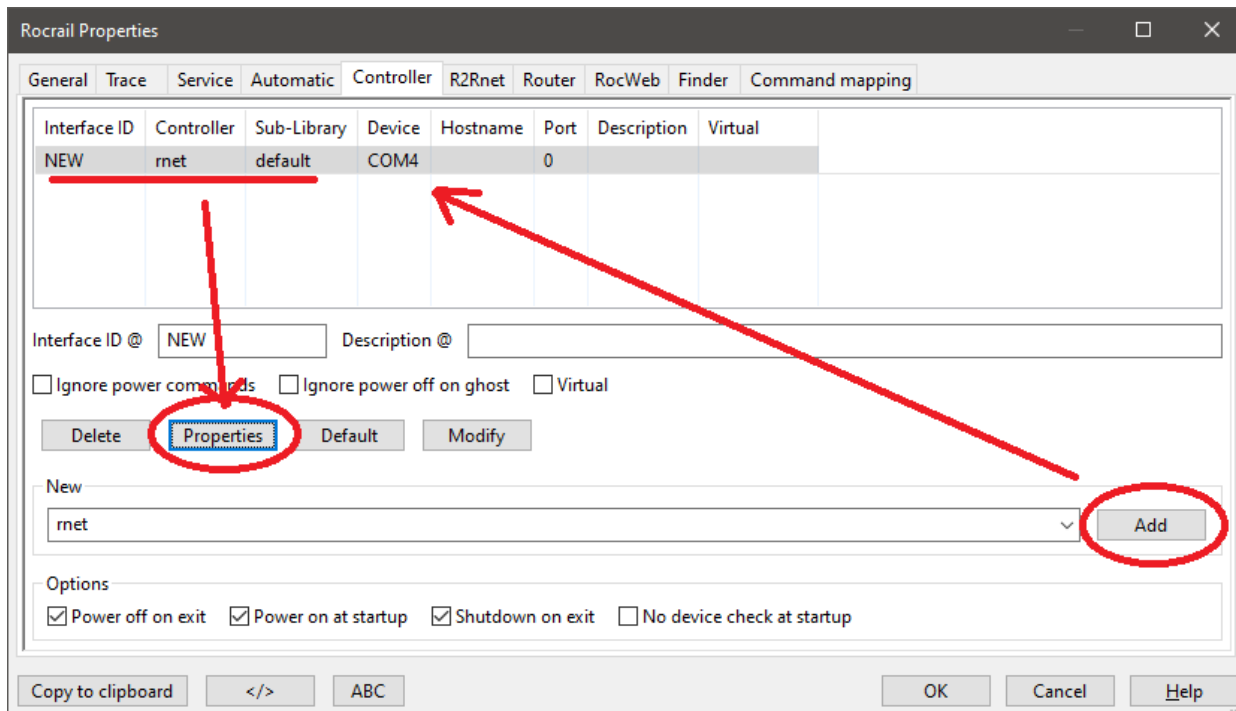 Rocrail Properties
General Trace Service Automatic Controller R2Rnet Router RocWeb Finder Command mapping
Interface ID Controller Sub-Library Device Hostname Port Description Virtual
NEW rnet default COM4 0
Interface ID @ NEW Description @
Ignore power commands Ignore power off on ghost Virtual
Delete Properties Default Modify
New
rnet Add
Options
Power off on exit Power on at startup Shutdown on exit No device check at startup
Copy to clipboard </> ABC OK Cancel Help